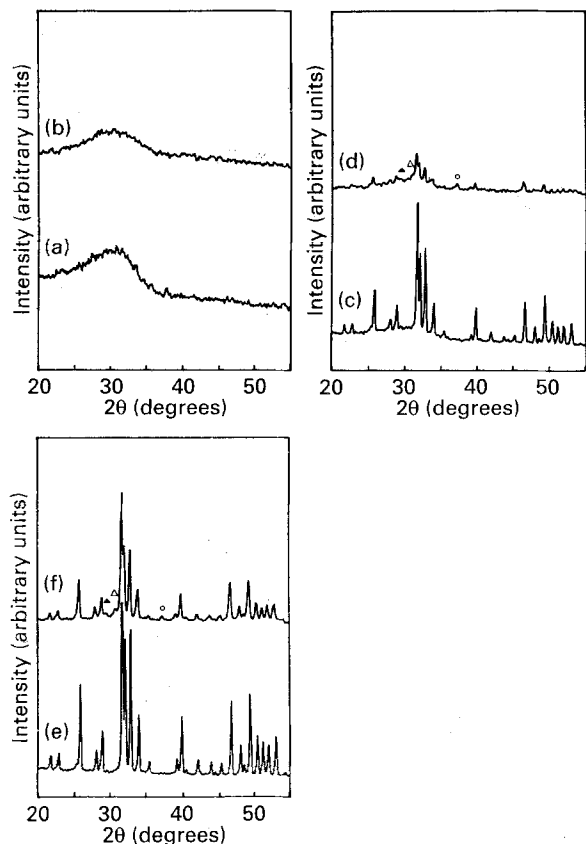 Intensity (arbitrary units)
(b)
(a)
20 30 40 50
2θ (degrees)
Intensity (arbitrary units)
(d)
(c)
20 30 40 50
2θ (degrees)
Intensity (arbitrary units)
(f)
(e)
20 30 40 50
2θ (degrees)